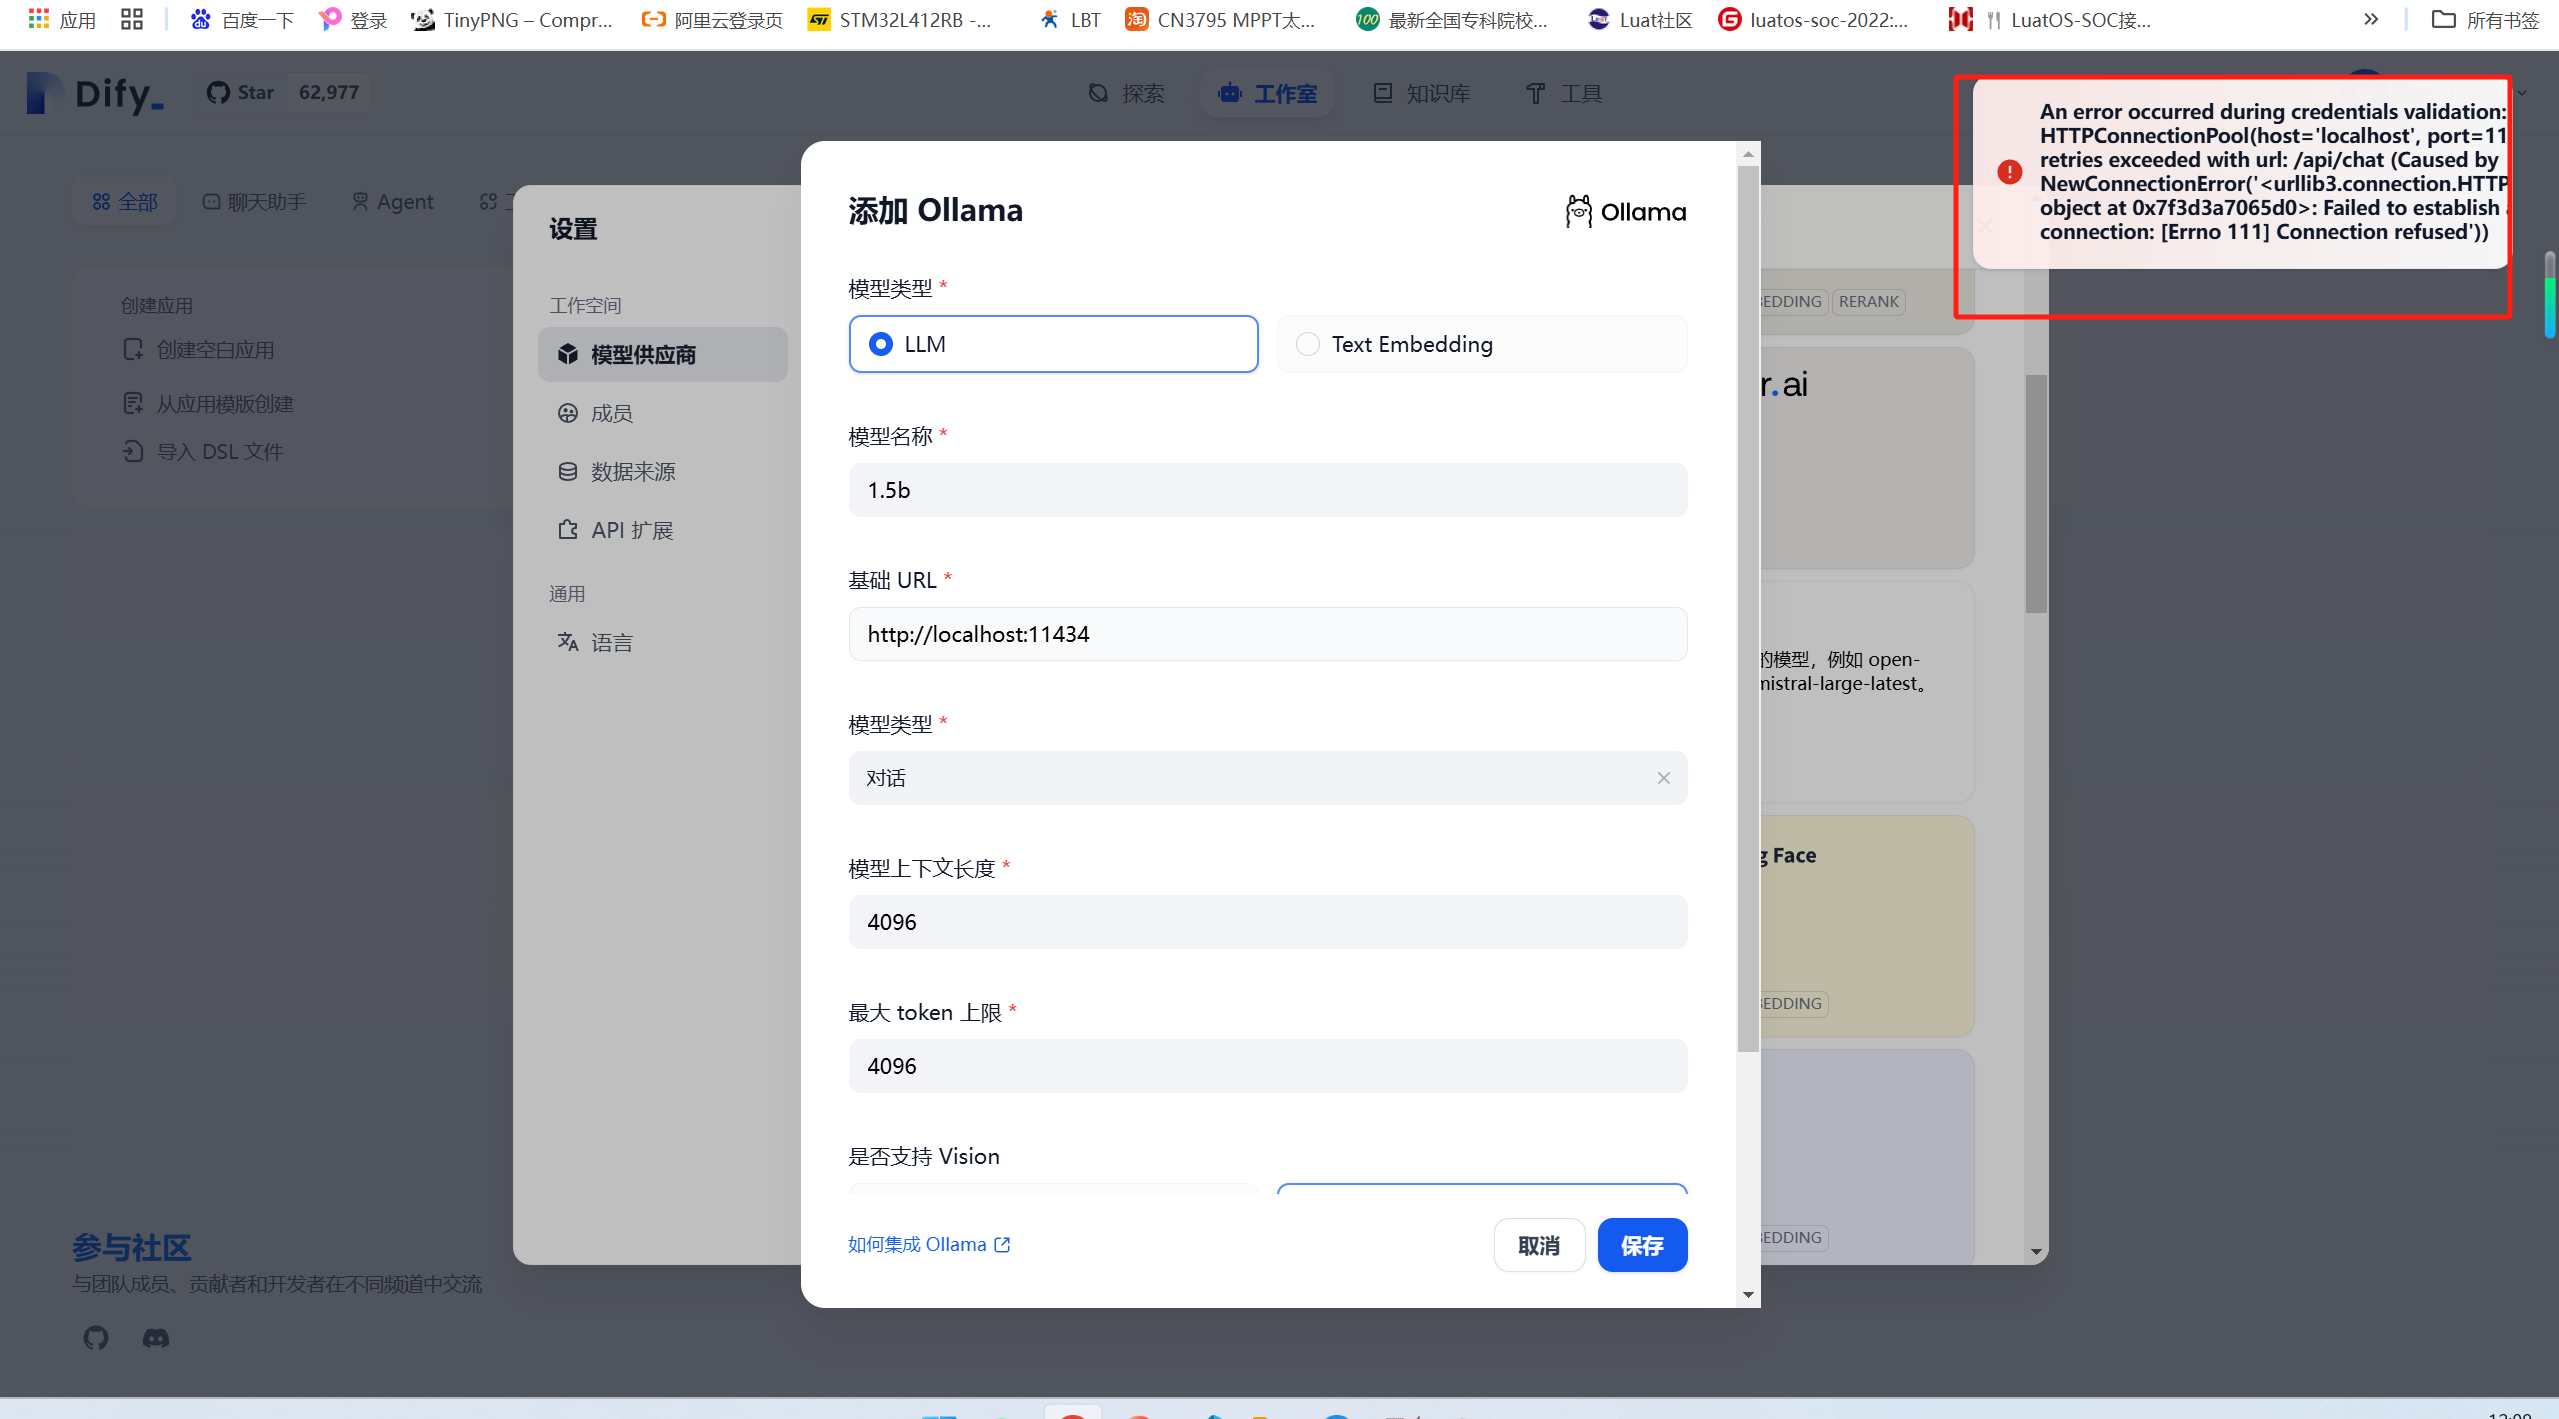 应用
百度一下
登录
TinyPNG – Compr...
阿里云登录页
STM32L412RB -...
LBT
CN3795 MPPT太...
最新全国专科院校...
Luat社区
luatos-soc-2022:...
LuatOS-SOC接...
所有书签
Dify_
Star 62,977
探索
工作室
知识库
工具
An error occurred during credentials validation:
HTTPConnectionPool(host='localhost', port=11
retries exceeded with url: /api/chat (Caused by
NewConnectionError('<urllib3.connection.HTTP
object at 0x7f3d3a7065d0>: Failed to establish
connection: [Errno 111] Connection refused'))
全部
聊天助手
Agent
创建应用
创建空白应用
从应用模版创建
导入 DSL 文件
设置
工作空间
模型供应商
成员
数据来源
API 扩展
通用
语言
添加 Ollama
Ollama
模型类型 *
LLM
Text Embedding
模型名称 *
1.5b
基础 URL *
http://localhost:11434
模型类型 *
对话
模型上下文长度 *
4096
最大 token 上限 *
4096
是否支持 Vision
如何集成 Ollama
取消
保存
EDDING
RERANK
r.ai
的模型，例如 open-
mistral-large-latest。
g Face
EDDING
EDDING
参与社区
与团队成员、贡献者和开发者在不同频道中交流